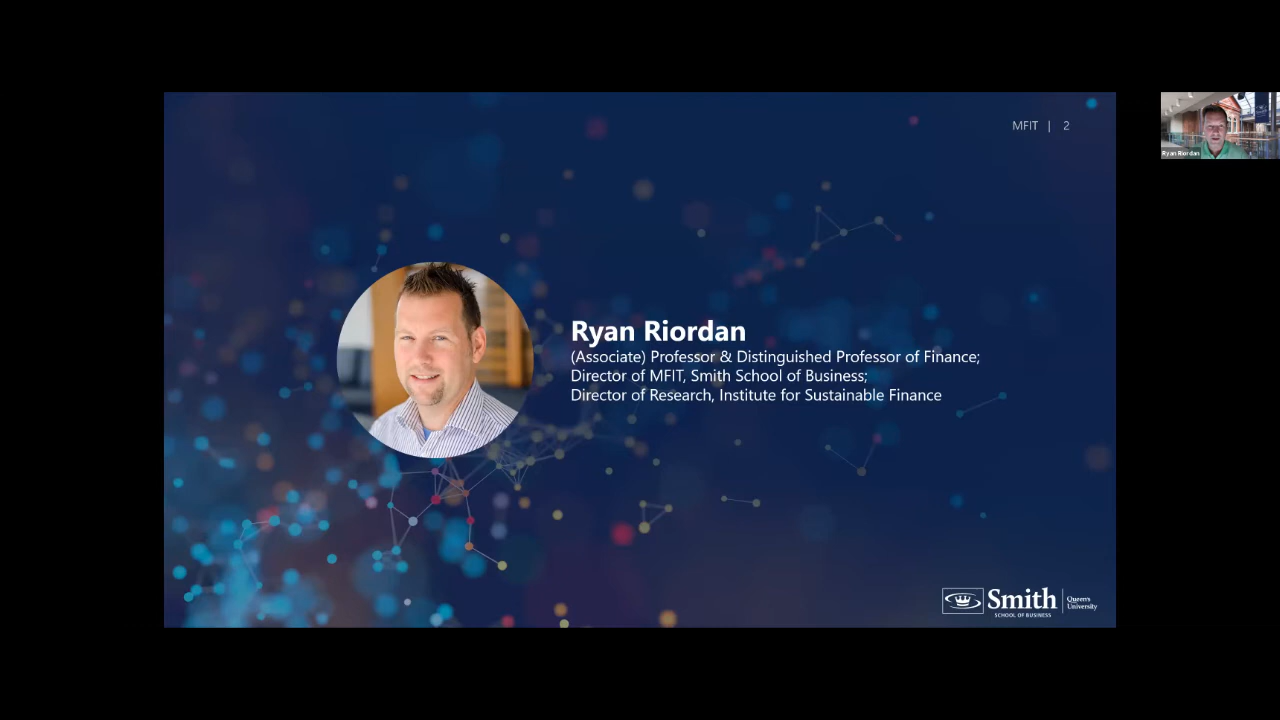 MFIT | 2
Ryan Riordan
Ryan Riordan
(Associate) Professor & Distinguished Professor of Finance;
Director of MFIT, Smith School of Business;
Director of Research, Institute for Sustainable Finance
Smith
SCHOOL OF BUSINESS
Queen's
University